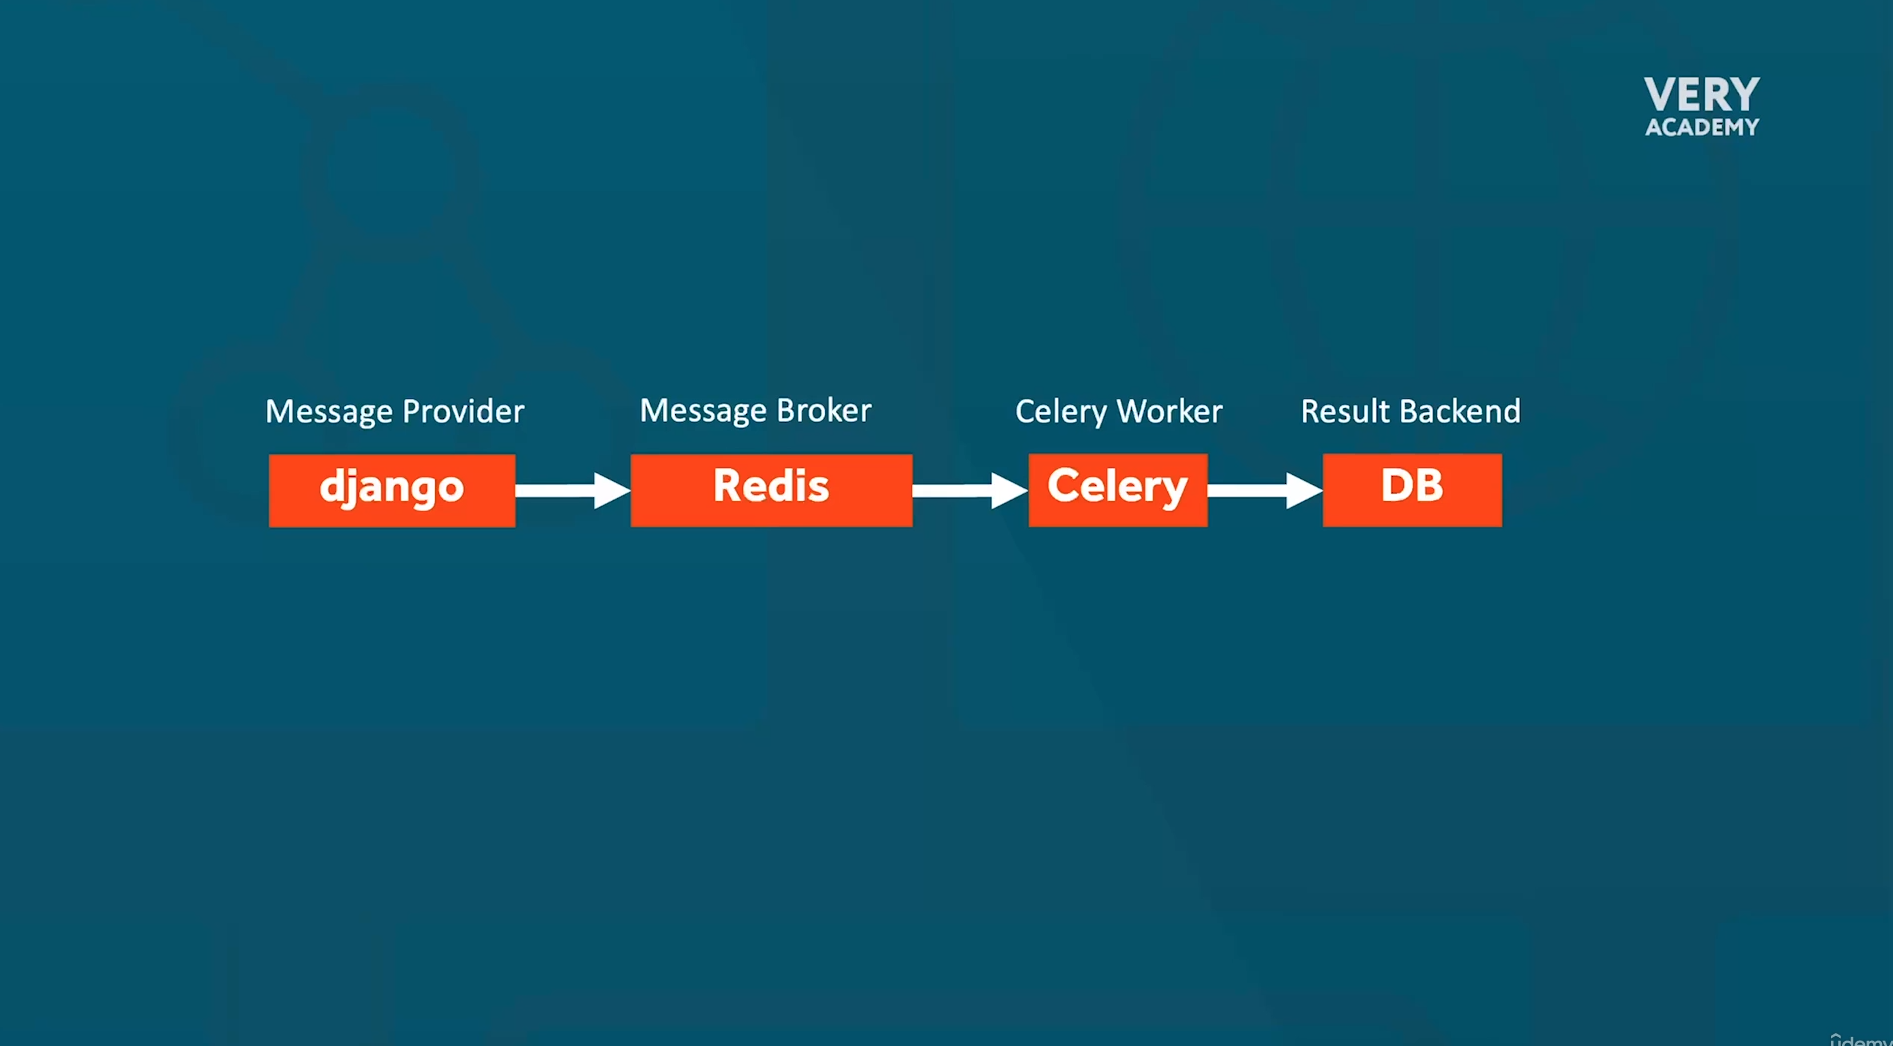 VERY
ACADEMY
Message Provider
Message Broker
Celery Worker
Result Backend
django
Redis
Celery
DB
ûdemy